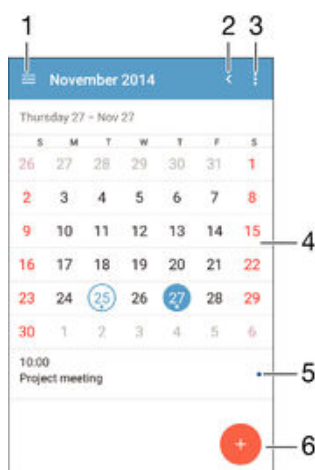 1 2 3
November 2014
Thursday 27 – Nov 27
S M T W T F S
26 27 28 29 30 31 1
2 3 4 5 6 7 8
9 10 11 12 13 14 15
4
16 17 18 19 20 21 22
23 24 25 26 27 28 29
30 1 2 3 4 5 6
10:00
Project meeting
5
+
6